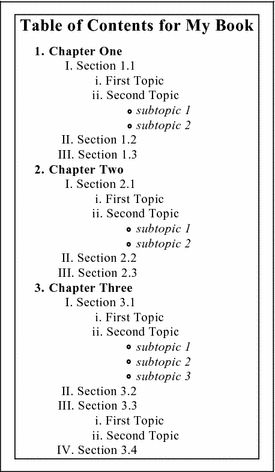 Table of Contents for My Book
1. Chapter One
I. Section 1.1
i. First Topic
ii. Second Topic
subtopic 1
subtopic 2
II. Section 1.2
III. Section 1.3
2. Chapter Two
I. Section 2.1
i. First Topic
ii. Second Topic
subtopic 1
subtopic 2
II. Section 2.2
III. Section 2.3
3. Chapter Three
I. Section 3.1
i. First Topic
ii. Second Topic
subtopic 1
subtopic 2
subtopic 3
II. Section 3.2
III. Section 3.3
i. First Topic
ii. Second Topic
IV. Section 3.4